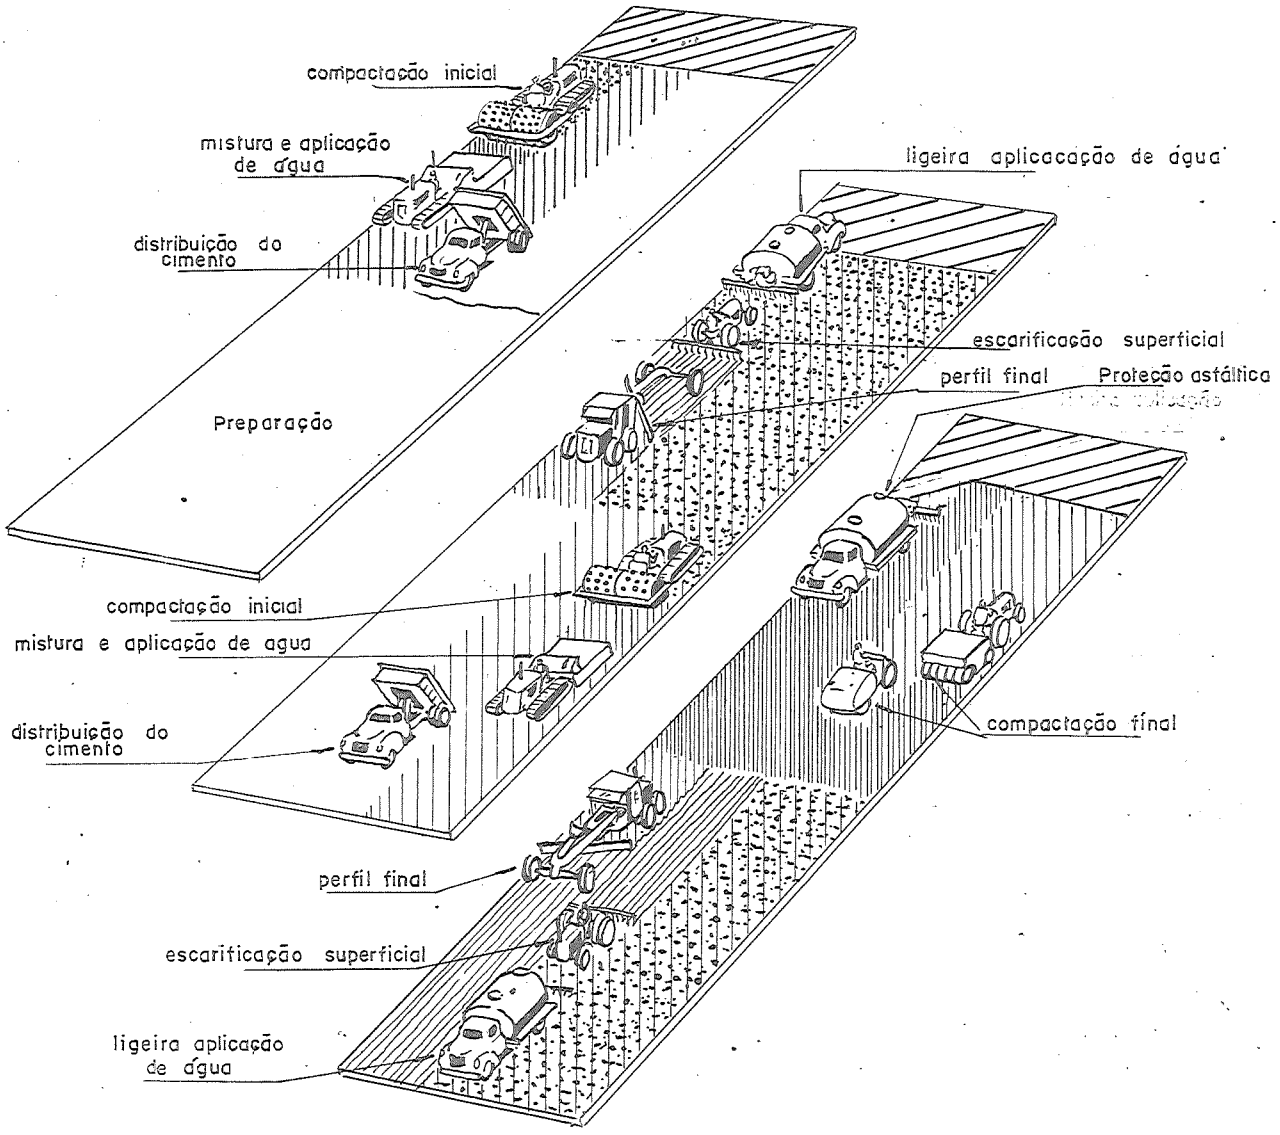 compactação inicial
mistura e aplicação
de água
distribuição do
cimento
Preparação
ligeira aplicacação de água
escarificação superficial
perfil final
Proteção asfáltica
compactação inicial
mistura e aplicação de agua
distribuição do
cimento
compactação final
perfil final
escarificação superficial
ligeira aplicação
de água